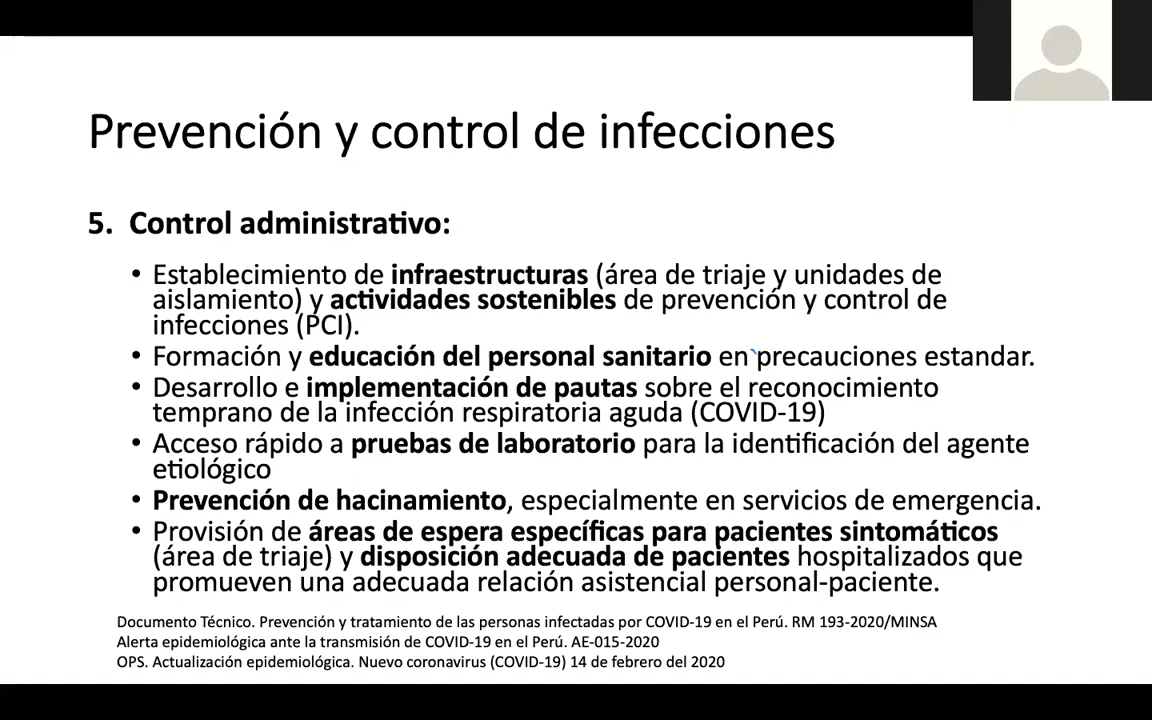 Prevención y control de infecciones
5. Control administrativo:
• Establecimiento de infraestructuras (área de triaje y unidades de
aislamiento) y actividades sostenibles de prevención y control de
infecciones (PCI).
• Formación y educación del personal sanitario en precauciones estandar.
• Desarrollo e implementación de pautas sobre el reconocimiento
temprano de la infección respiratoria aguda (COVID-19)
• Acceso rápido a pruebas de laboratorio para la identificación del agente
etiológico
• Prevención de hacinamiento, especialmente en servicios de emergencia.
• Provisión de áreas de espera específicas para pacientes sintomáticos
(área de triaje) y disposición adecuada de pacientes hospitalizados que
promueven una adecuada relación asistencial personal-paciente.
Documento Técnico. Prevención y tratamiento de las personas infectadas por COVID-19 en el Perú. RM 193-2020/MINSA
Alerta epidemiológica ante la transmisión de COVID-19 en el Perú. AE-015-2020
OPS. Actualización epidemiológica. Nuevo coronavirus (COVID-19) 14 de febrero del 2020